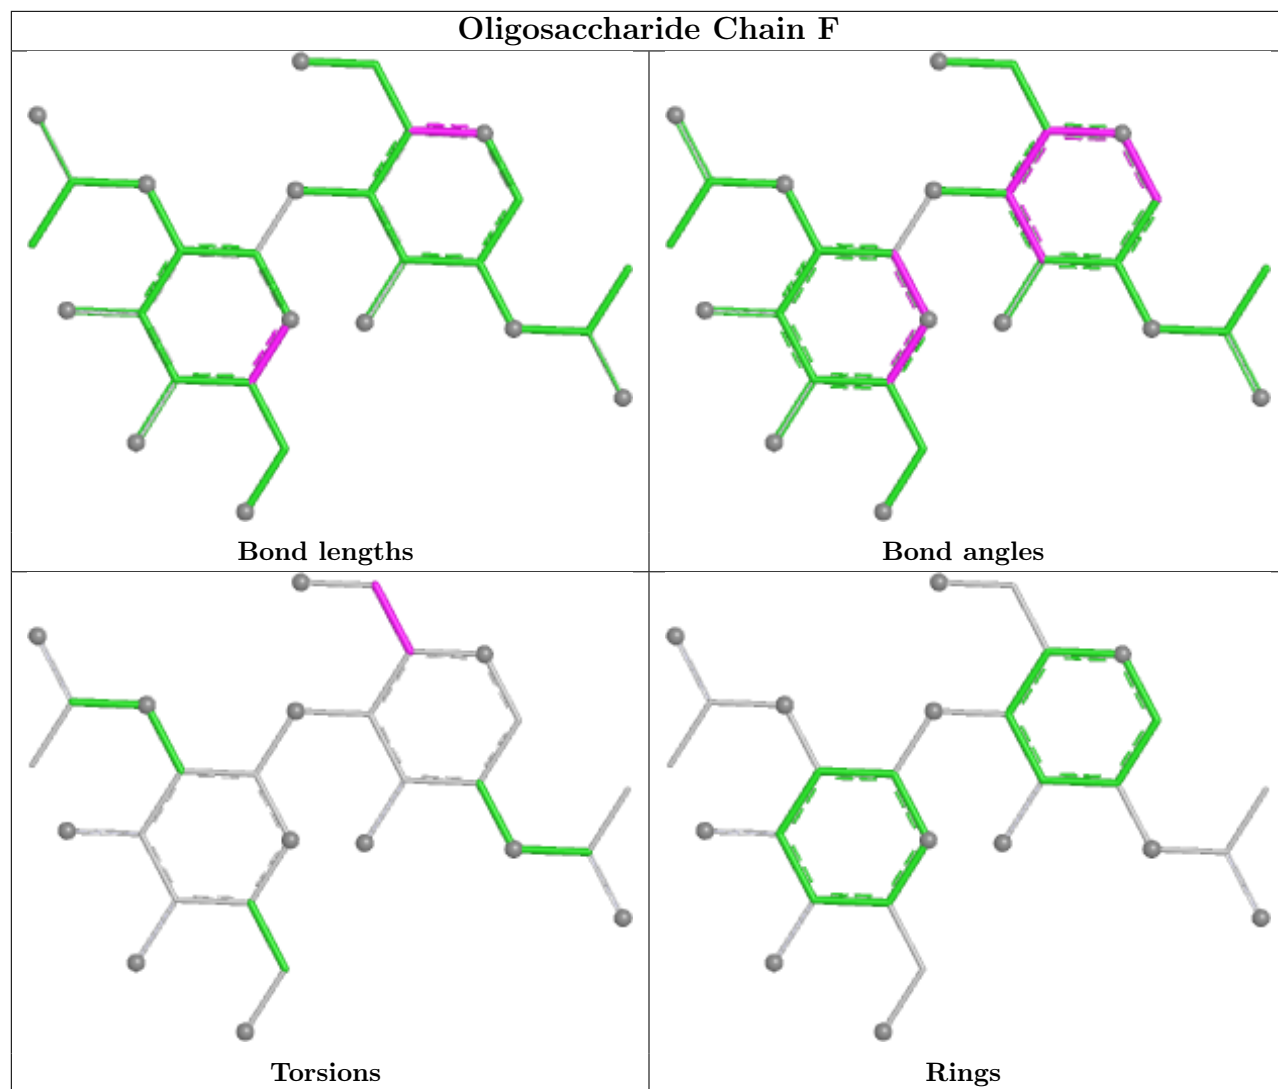 Oligosaccharide Chain F
Bond lengths
Bond angles
Torsions
Rings